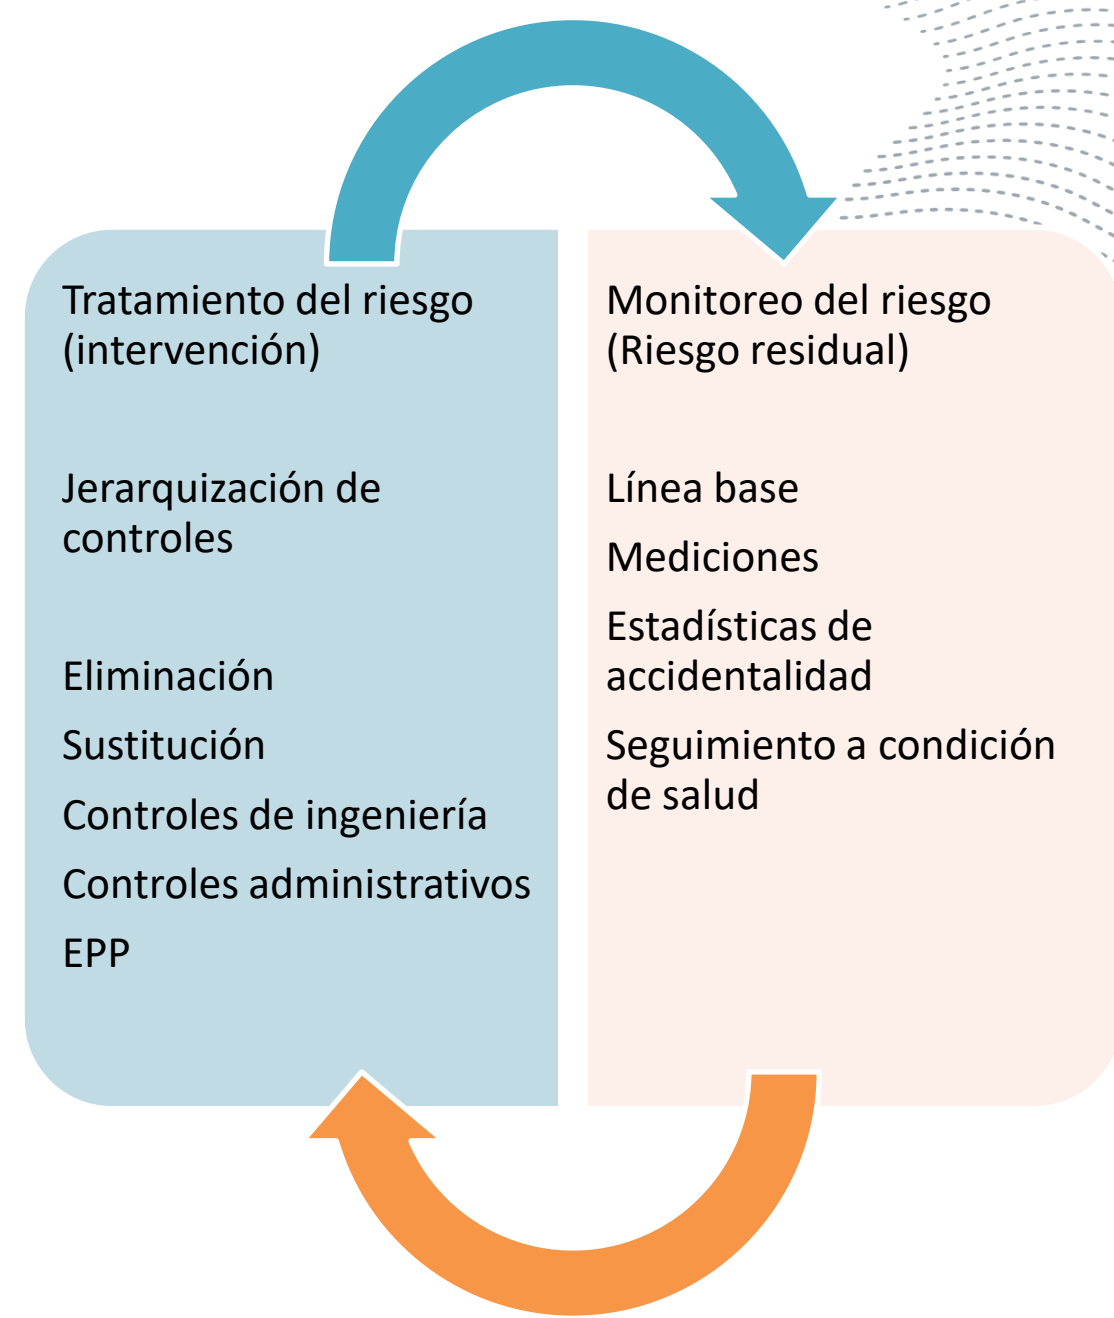 Tratamiento del riesgo
(intervención)
Jerarquización de
controles
Eliminación
Sustitución
Controles de ingeniería
Controles administrativos
EPP
Monitoreo del riesgo
(Riesgo residual)
Línea base
Mediciones
Estadísticas de
accidentalidad
Seguimiento a condición
de salud